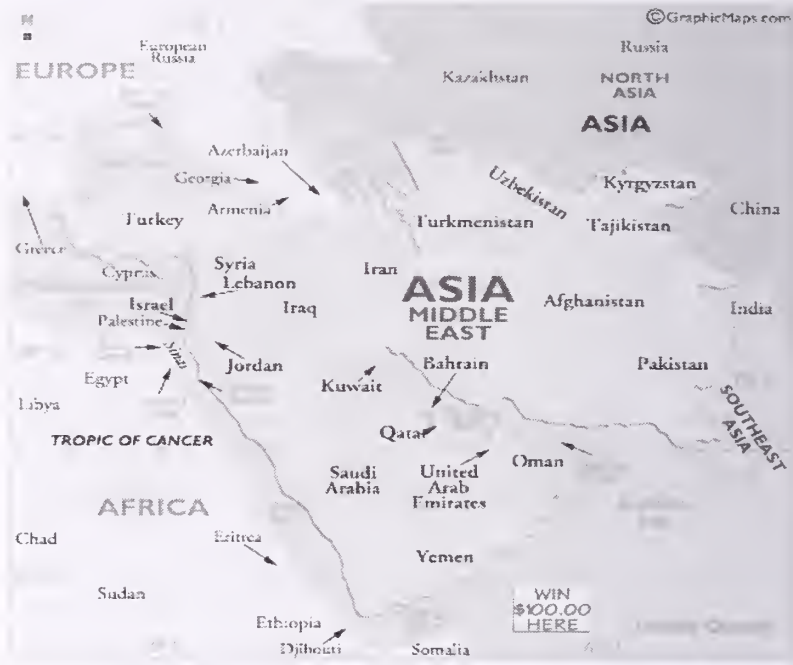 N
©GraphicMaps.com
European
Russia
Russia
EUROPE
Kazakhstan
NORTH
ASIA
ASIA
Azerbaijan
Georgia
Uzbekistan
Kyrgyzstan
Turkey
Armenia
Turkmenistan
Tajikistan
China
Greece
Cyprus
Syria
Lebanon
Iran
ASIA
MIDDLE
EAST
Afghanistan
India
Israel
Iraq
Palestine
Sinai
Jordan
Bahrain
Pakistan
Egypt
Kuwait
Libya
SOUTHEAST
ASIA
TROPIC OF CANCER
Qatar
Oman
Saudi
Arabia
United
Arab
Emirates
AFRICA
Chad
Eritrea
Yemen
Sudan
WIN
$100.00
HERE
Ethiopia
Djibouti
Somalia